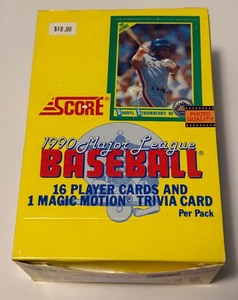 $18.00
DARRYL STRAWBERRY RF
SCORE
PHOTO
QUALITY
1990 Major League
BASEBALL
16 PLAYER CARDS AND
1 MAGIC MOTION TRIVIA CARD
Per Pack